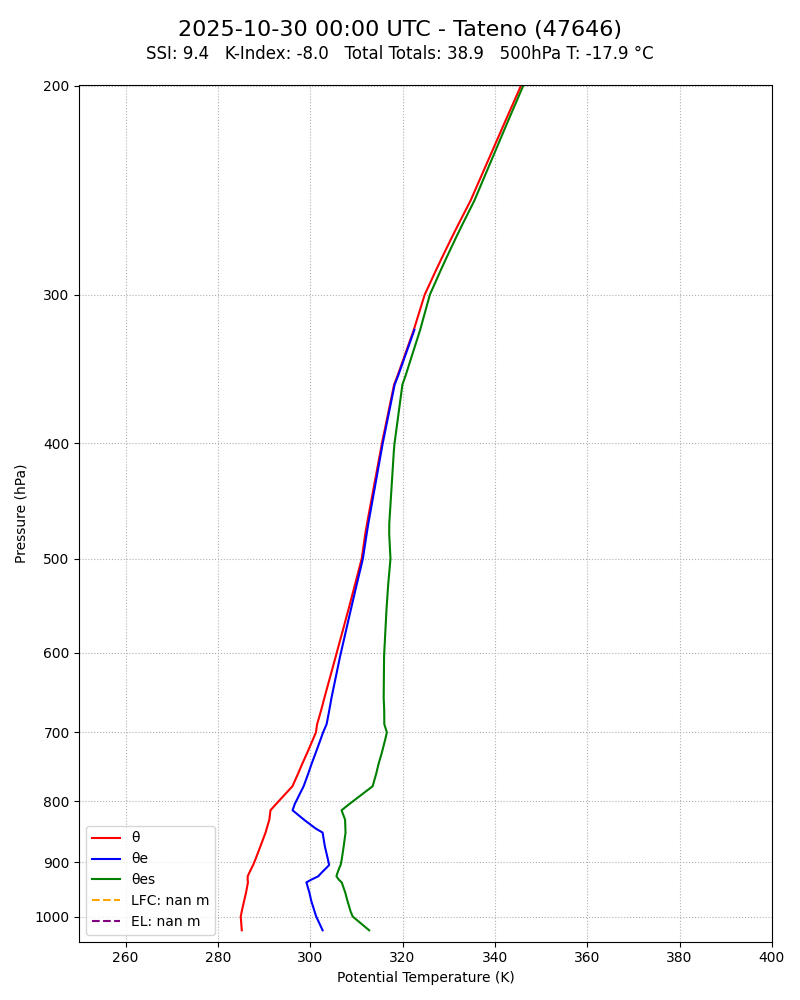 2025-10-30 00:00 UTC - Tateno (47646)
SSI: 9.4   K-Index: -8.0   Total Totals: 38.9   500hPa T: -17.9 °C
200
300
400
500
600
700
800
900
1000
Pressure (hPa)
θ
θe
θes
LFC: nan m
EL: nan m
260 280 300 320 340 360 380 400
Potential Temperature (K)